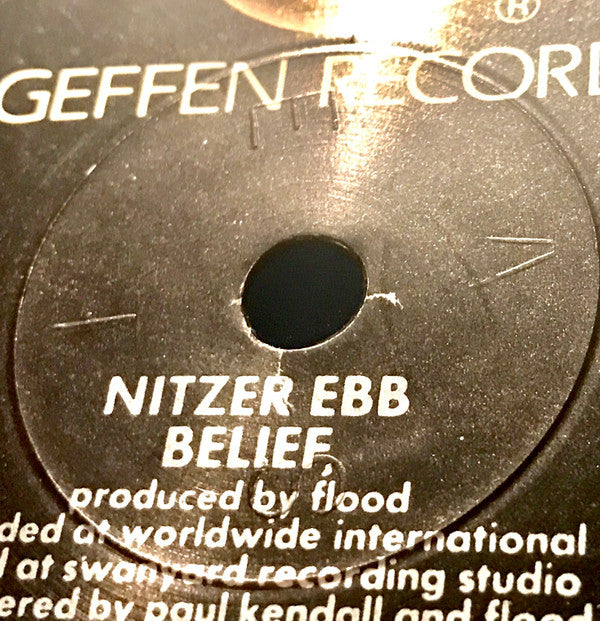 ®
GEFFEN RECORD
NITZER EBB
BELIEF,
produced by flood
ded at worldwide international
at swanyard recording studio
ered by paul kendall and flood